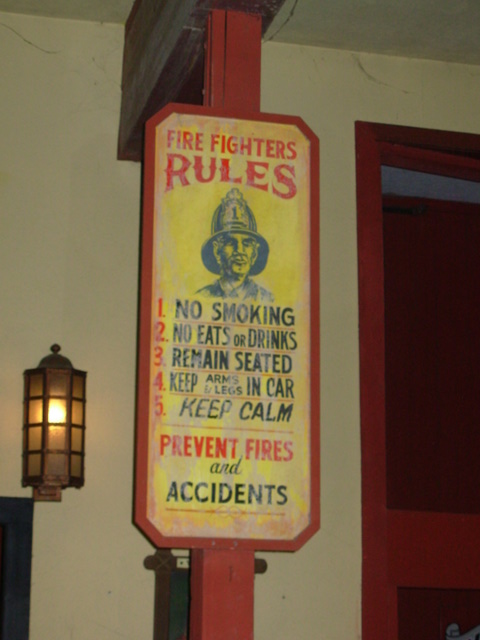 FIRE FIGHTERS
RULES
1
1. NO SMOKING
2. NO EATS OR DRINKS
3. REMAIN SEATED
4. KEEP ARMS & LEGS IN CAR
5. KEEP CALM
PREVENT FIRES
and
ACCIDENTS